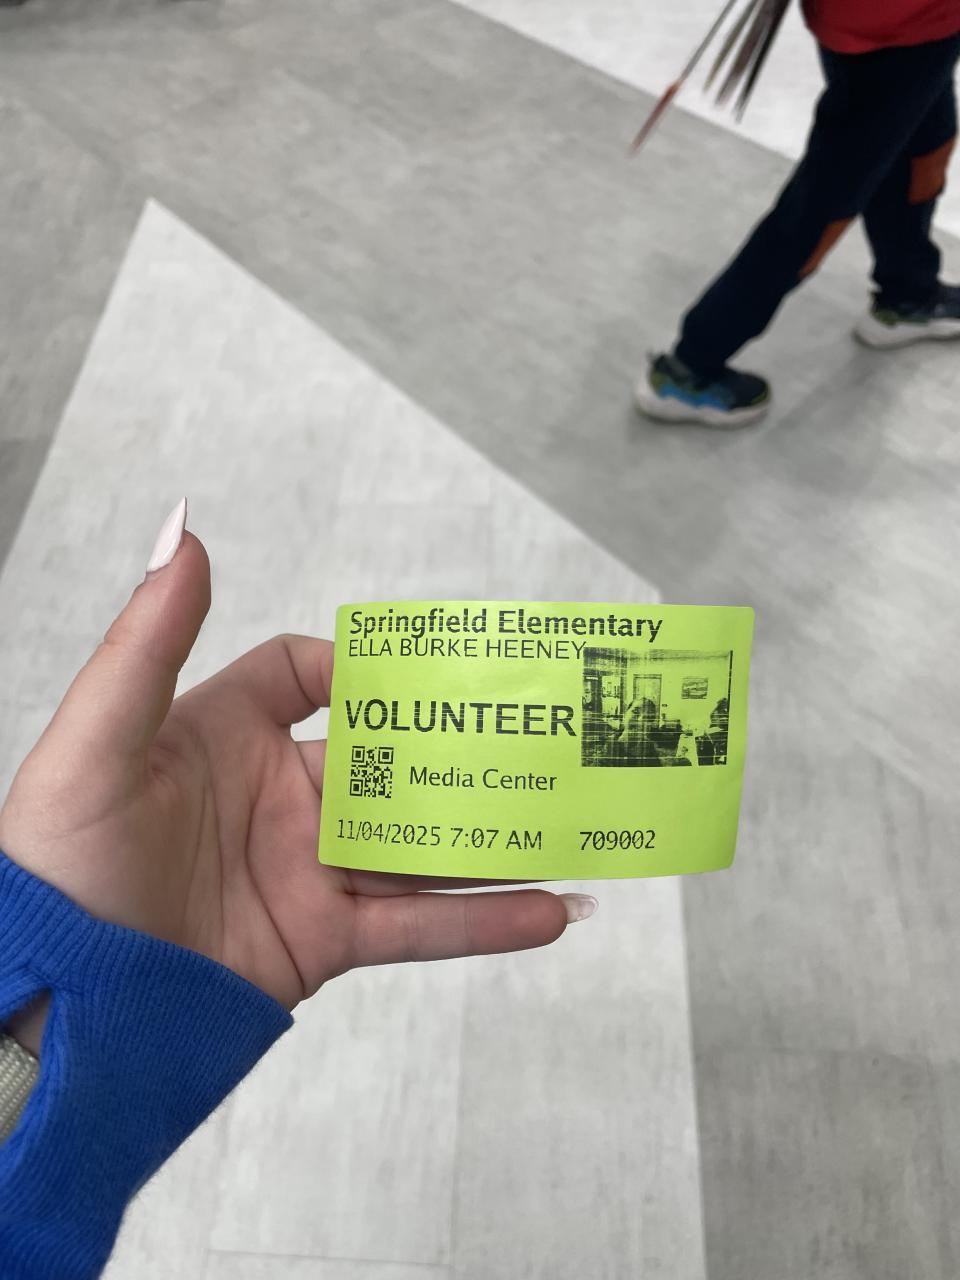 Springfield Elementary
ELLA BURKE HEENEY
VOLUNTEER
Media Center
11/04/2025 7:07 AM 709002